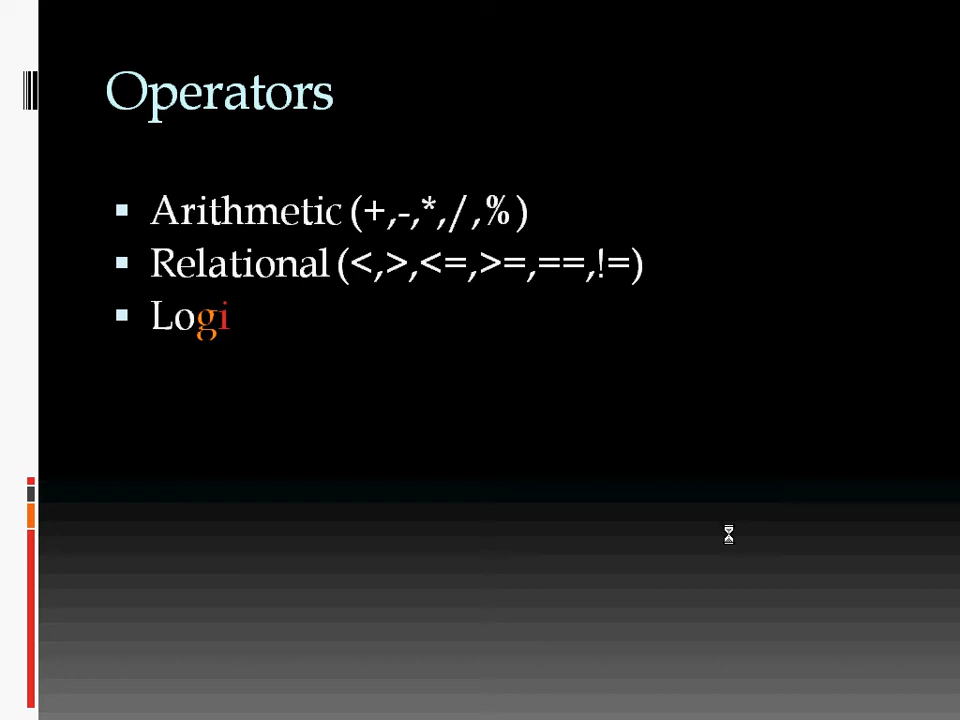 Operators
Arithmetic (+,-,*,/,%)
Relational (<,>,<=,>=,==,!=)
Logi